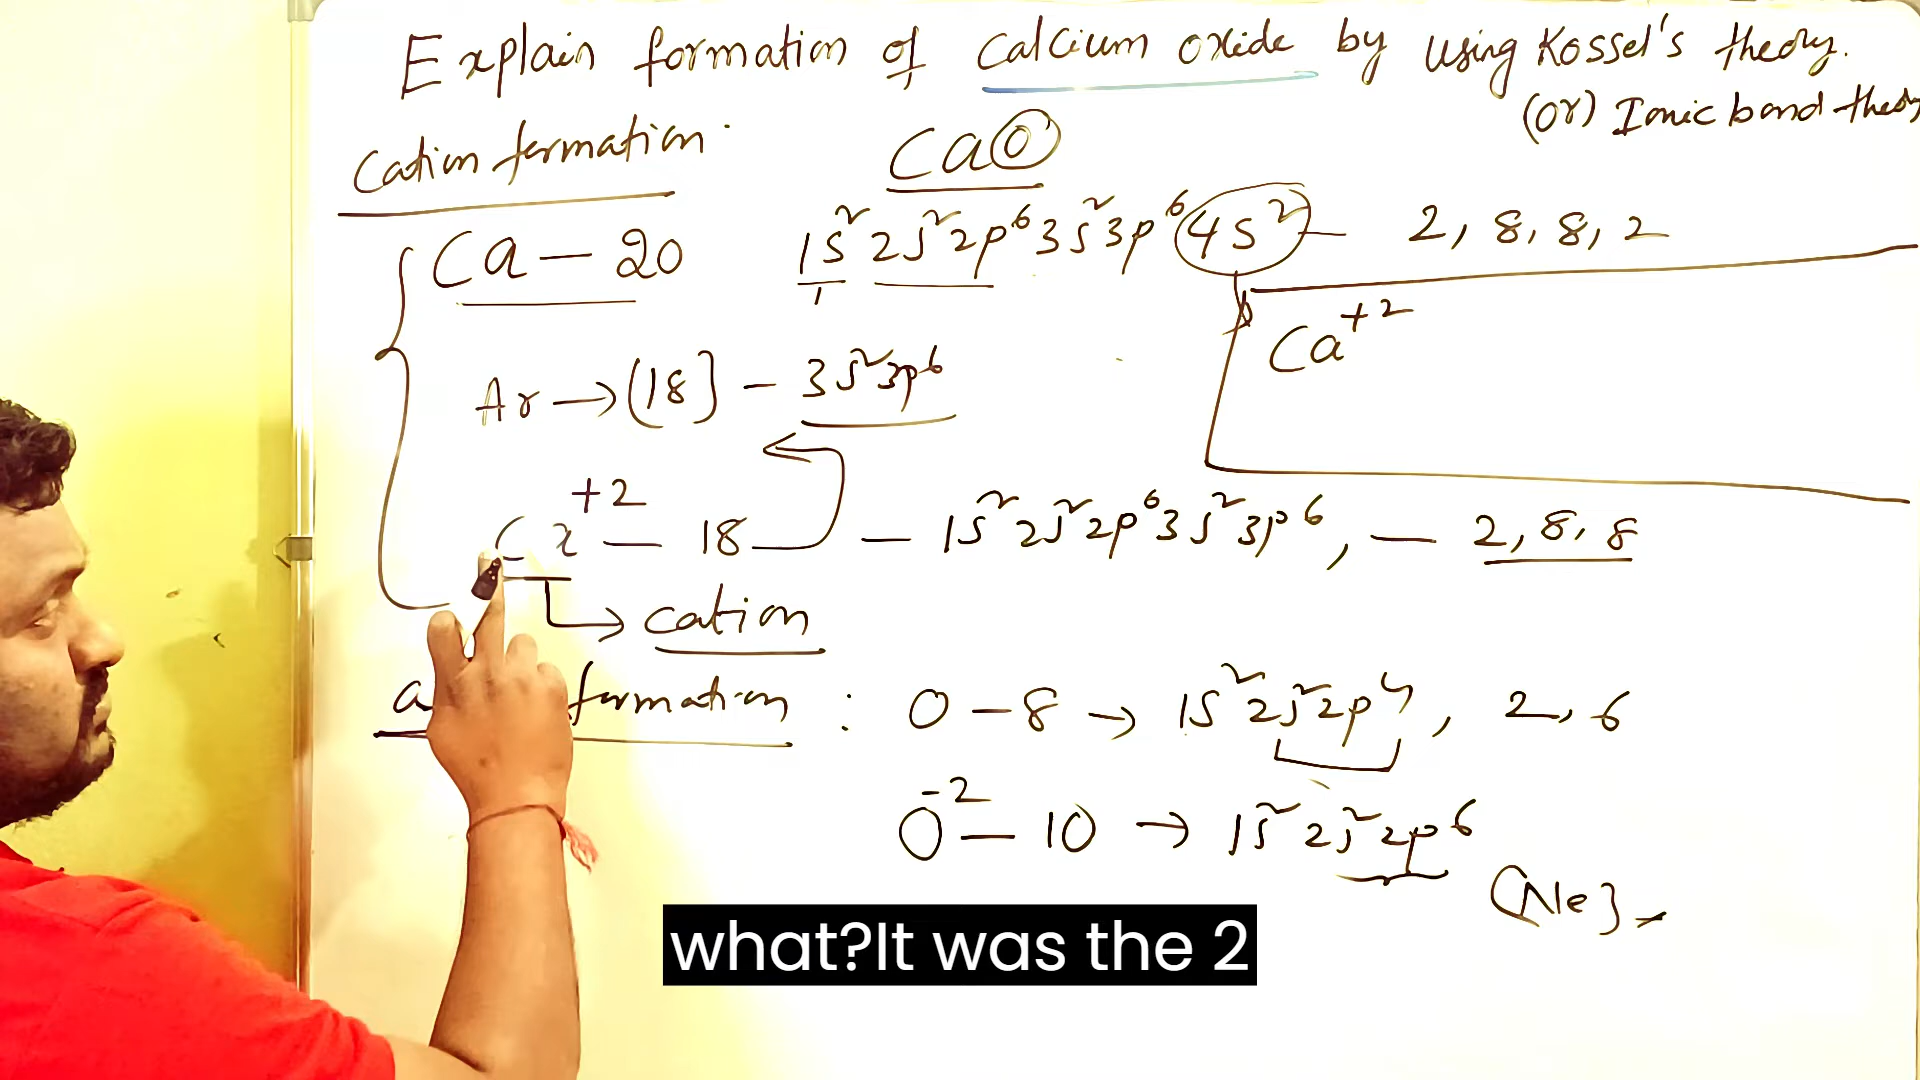 Explain formation of Calcium oxide by using Kossel's theory.
(Or) Ionic bond theory
Cation formation
CaO
Ca — 20 1s² 2s² 2p⁶ 3s² 3p⁶ 4s² — 2, 8, 8, 2
Ca⁺²
Ar → [18] — 3s² 3p⁶
Ca⁺² — 18 — 1s² 2s² 2p⁶ 3s² 3p⁶, — 2, 8, 8
→ cation
formation : O — 8 → 1s² 2s² 2p⁴, 2, 6
O⁻² — 10 → 1s² 2s² 2p⁶
(Ne]
what?It was the 2